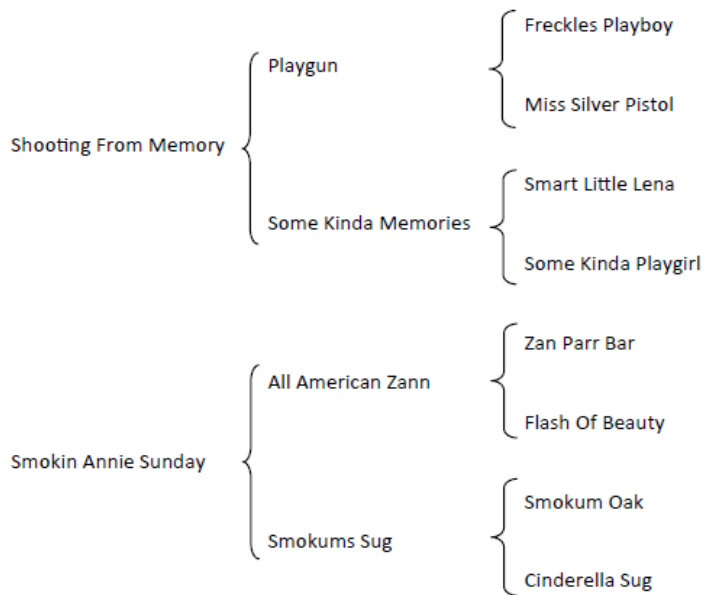 Freckles Playboy
Playgun
Miss Silver Pistol
Shooting From Memory
Smart Little Lena
Some Kinda Memories
Some Kinda Playgirl
Zan Parr Bar
All American Zann
Flash Of Beauty
Smokin Annie Sunday
Smokum Oak
Smokums Sug
Cinderella Sug